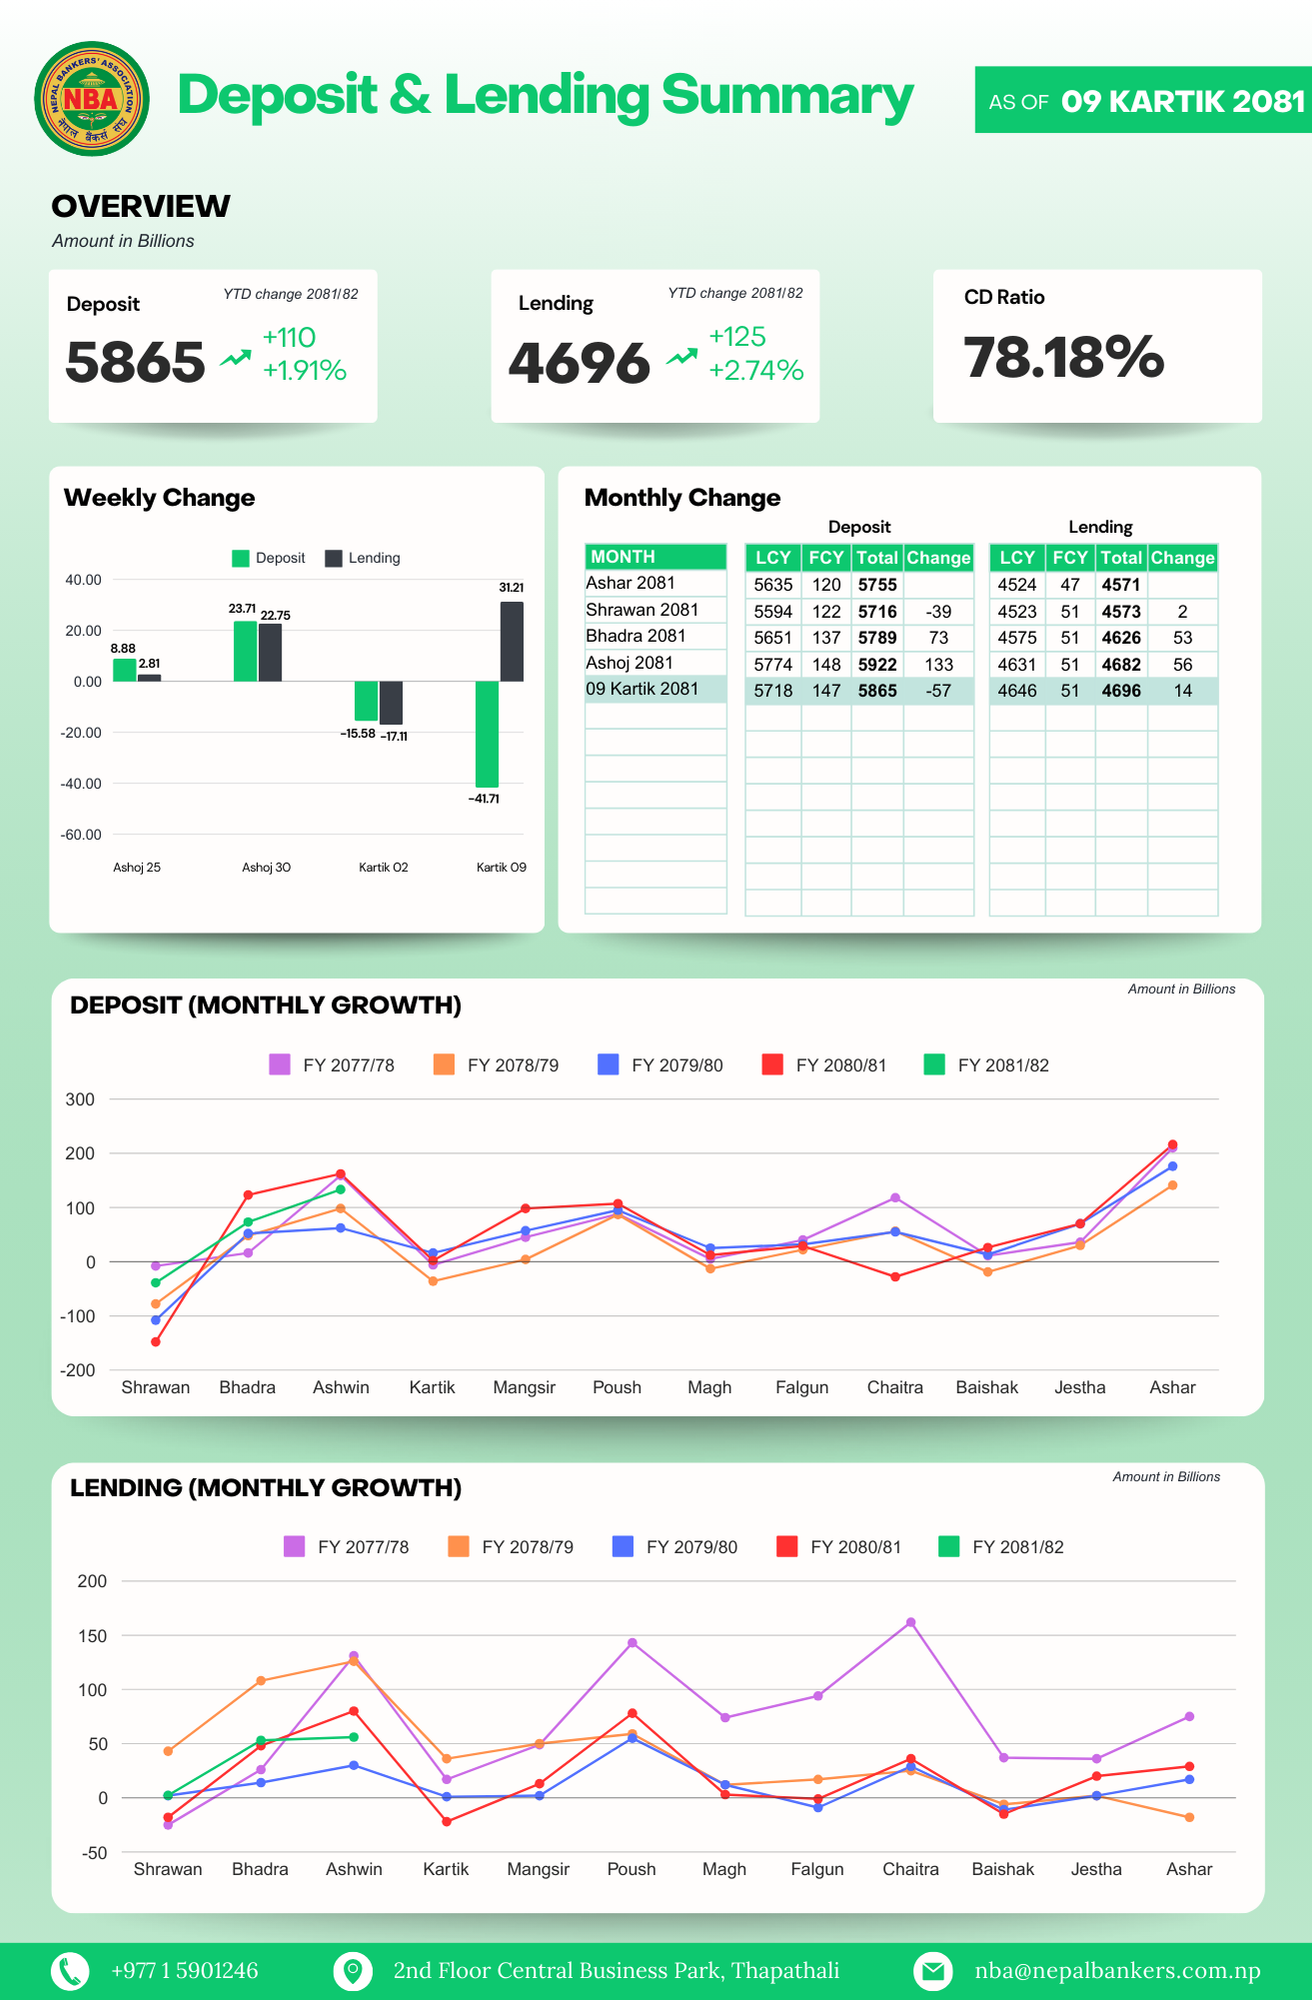 NEPAL BANKERS' ASSOCIATION
NBA
नेपाल बैंकर्स संघ
Deposit & Lending Summary
AS OF 09 KARTIK 2081
OVERVIEW
Amount in Billions
Deposit
YTD change 2081/82
5865
+110
+1.91%
Lending
YTD change 2081/82
4696
+125
+2.74%
CD Ratio
78.18%
Weekly Change
Deposit Lending
40.00
20.00
0.00
-20.00
-40.00
-60.00
8.88
2.81
23.71
22.75
-15.58
-17.11
-41.71
31.21
Ashoj 25 Ashoj 30 Kartik 02 Kartik 09
Monthly Change
Deposit Lending
MONTH LCY FCY Total Change LCY FCY Total Change
Ashar 2081 5635 120 5755 4524 47 4571
Shrawan 2081 5594 122 5716 -39 4523 51 4573 2
Bhadra 2081 5651 137 5789 73 4575 51 4626 53
Ashoj 2081 5774 148 5922 133 4631 51 4682 56
09 Kartik 2081 5718 147 5865 -57 4646 51 4696 14
DEPOSIT (MONTHLY GROWTH)
Amount in Billions
FY 2077/78 FY 2078/79 FY 2079/80 FY 2080/81 FY 2081/82
300
200
100
0
-100
-200
Shrawan Bhadra Ashwin Kartik Mangsir Poush Magh Falgun Chaitra Baishak Jestha Ashar
LENDING (MONTHLY GROWTH)
Amount in Billions
FY 2077/78 FY 2078/79 FY 2079/80 FY 2080/81 FY 2081/82
200
150
100
50
0
-50
Shrawan Bhadra Ashwin Kartik Mangsir Poush Magh Falgun Chaitra Baishak Jestha Ashar
+977 1 5901246
2nd Floor Central Business Park, Thapathali
nba@nepalbankers.com.np